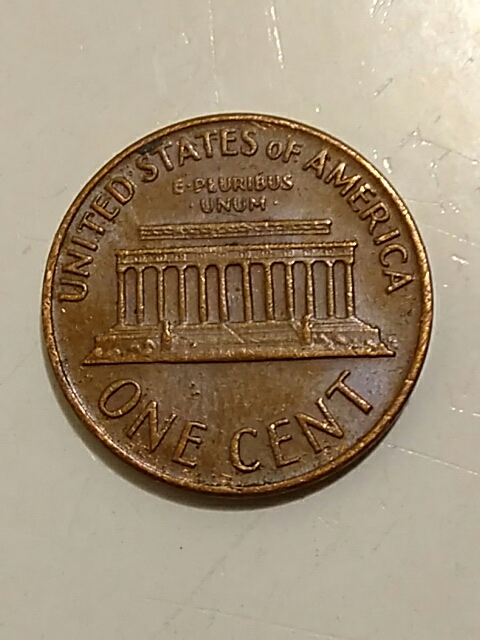 UNITED STATES OF AMERICA
E·PLURIBUS
·UNUM·
ONE CENT